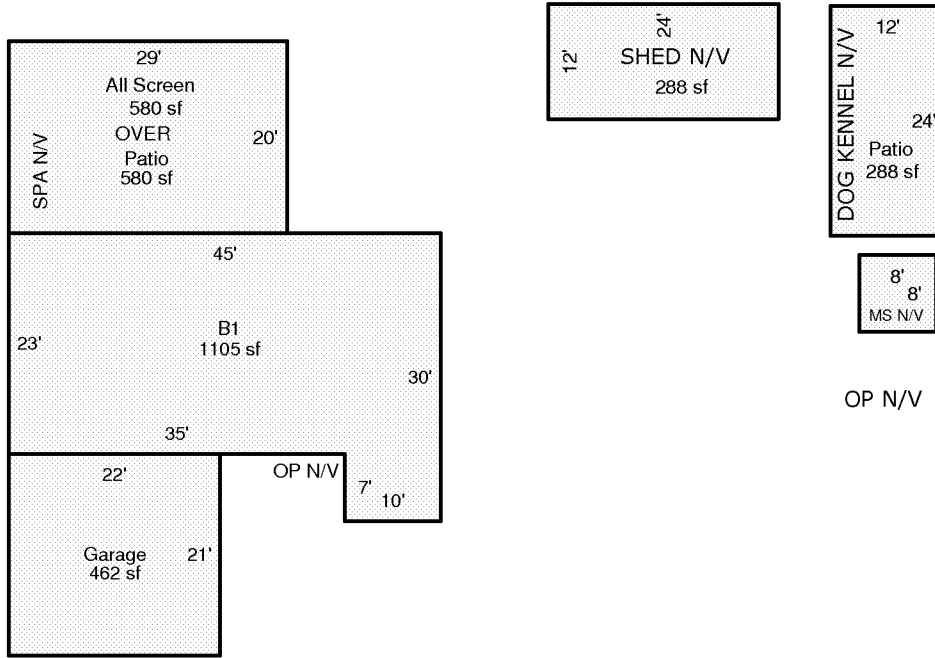 29'
All Screen
580 sf
OVER
Patio
580 sf
20'
SPA N/V
45'
23'
B1
1105 sf
30'
35'
22'
OP N/V
7'
10'
Garage
462 sf
21'
24'
12'
SHED N/V
288 sf
12'
DOG KENNEL N/V
24'
Patio
288 sf
8'
8'
MS N/V
OP N/V